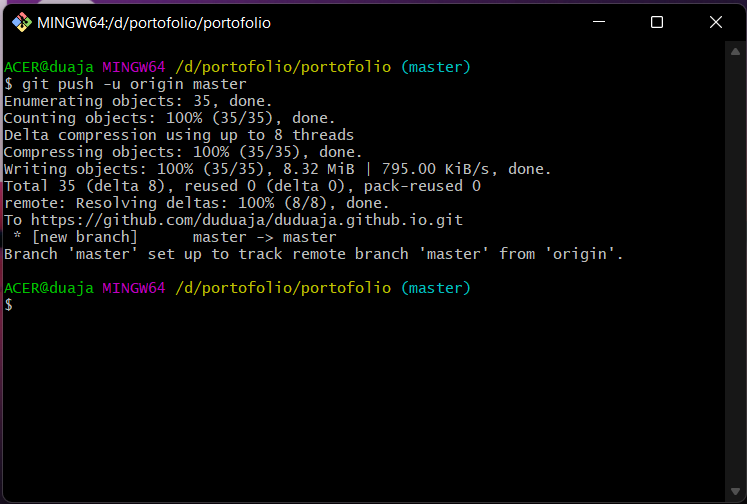 MINGW64:/d/portofolio/portofolio
ACER@duaja MINGW64 /d/portofolio/portofolio (master)
$ git push -u origin master
Enumerating objects: 35, done.
Counting objects: 100% (35/35), done.
Delta compression using up to 8 threads
Compressing objects: 100% (35/35), done.
Writing objects: 100% (35/35), 8.32 MiB | 795.00 KiB/s, done.
Total 35 (delta 8), reused 0 (delta 0), pack-reused 0
remote: Resolving deltas: 100% (8/8), done.
To https://github.com/duduaja/duduaja.github.io.git
 * [new branch]      master -> master
Branch 'master' set up to track remote branch 'master' from 'origin'.
ACER@duaja MINGW64 /d/portofolio/portofolio (master)
$